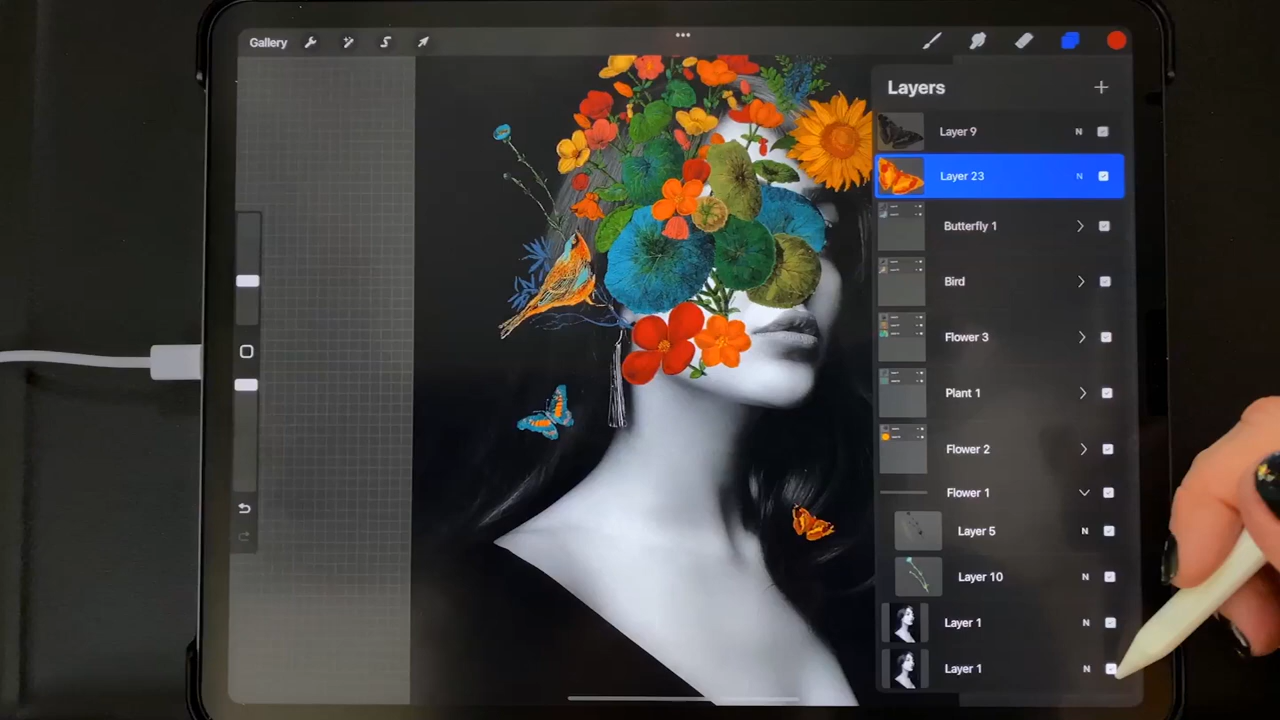 Gallery
Layers
Layer 9 N
Layer 23 N
Butterfly 1
Bird
Flower 3
Plant 1
Flower 2
Flower 1
Layer 5 N
Layer 10 N
Layer 1 N
Layer 1 N